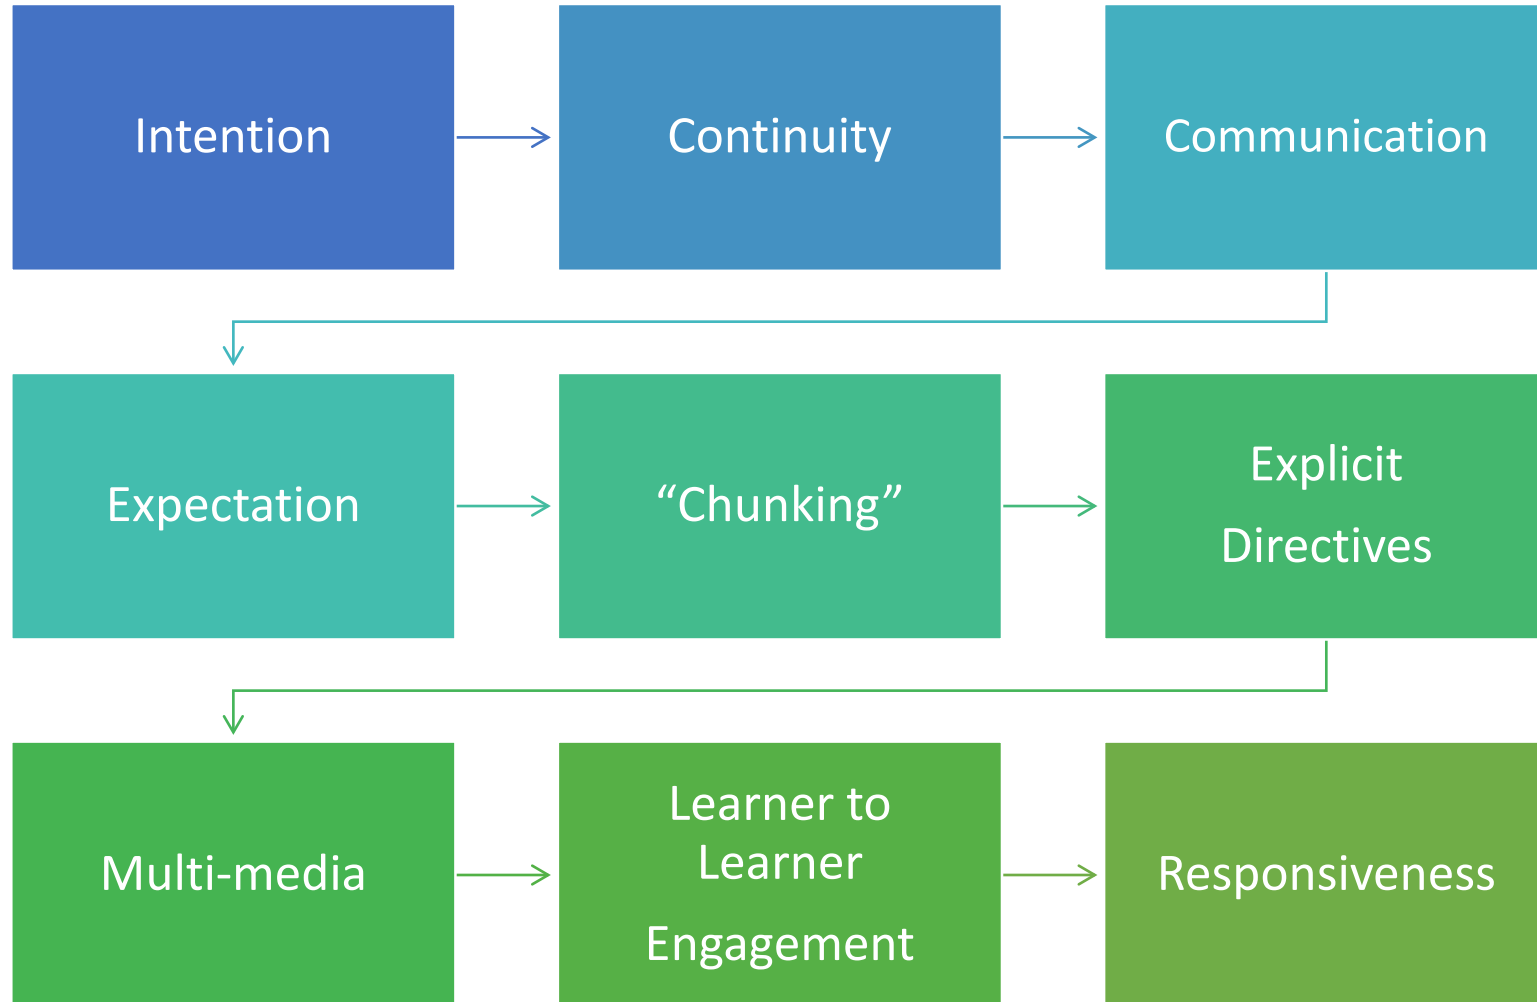 Intention
Continuity
Communication
Expectation
“Chunking”
Explicit
Directives
Multi-media
Learner to
Learner
Engagement
Responsiveness